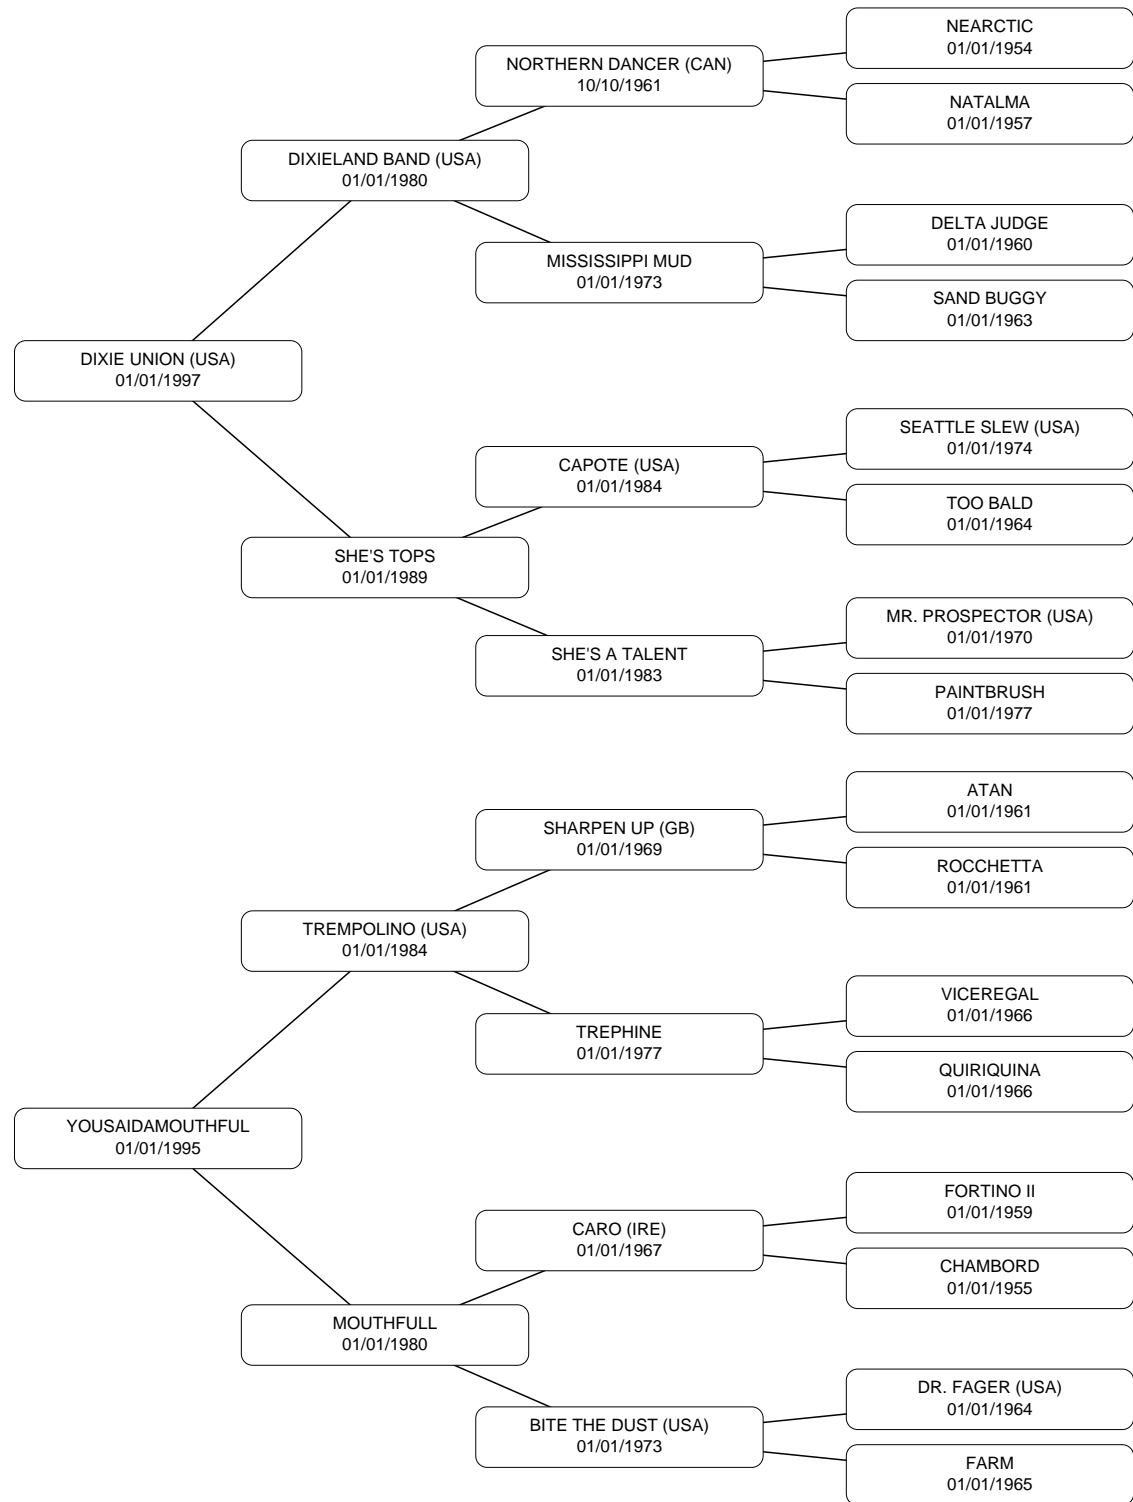 NEARCTIC
01/01/1954
NORTHERN DANCER (CAN)
10/10/1961
NATALMA
01/01/1957
DIXIELAND BAND (USA)
01/01/1980
DELTA JUDGE
01/01/1960
MISSISSIPPI MUD
01/01/1973
SAND BUGGY
01/01/1963
DIXIE UNION (USA)
01/01/1997
SEATTLE SLEW (USA)
01/01/1974
CAPOTE (USA)
01/01/1984
TOO BALD
01/01/1964
SHE'S TOPS
01/01/1989
MR. PROSPECTOR (USA)
01/01/1970
SHE'S A TALENT
01/01/1983
PAINTBRUSH
01/01/1977
ATAN
01/01/1961
SHARPEN UP (GB)
01/01/1969
ROCCHETTA
01/01/1961
TREMPOLINO (USA)
01/01/1984
VICEREGAL
01/01/1966
TREPHINE
01/01/1977
QUIRIQUINA
01/01/1966
YOUSAIDAMOUTHFUL
01/01/1995
FORTINO II
01/01/1959
CARO (IRE)
01/01/1967
CHAMBORD
01/01/1955
MOUTHFULL
01/01/1980
DR. FAGER (USA)
01/01/1964
BITE THE DUST (USA)
01/01/1973
FARM
01/01/1965